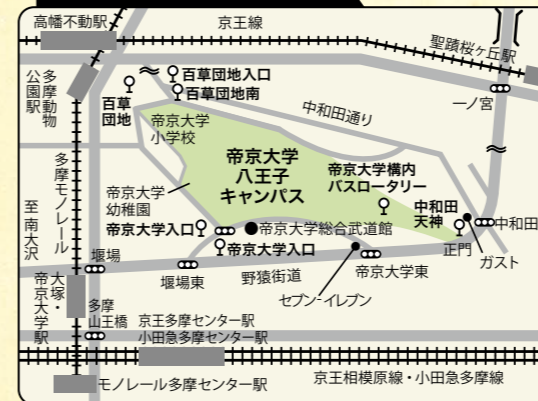 高幡不動駅
京王線
聖蹟桜ヶ丘駅
多摩動物
公園駅
百草
団地
百草団地入口
百草団地南
中和田通り
一ノ宮
帝京大学
小学校
帝京大学
八王子
キャンパス
帝京大学構内
バスロータリー
多摩モノレール
至南大沢
帝京大学
幼稚園
帝京大学入口
帝京大学総合武道館
帝京大学入口
中和田
天神
中和田
正門
ガスト
堰場
堰場東
野猿街道
帝京大学東
セブン-イレブン
大塚・
帝京大学駅
多摩
山王橋
京王多摩センター駅
小田急多摩センター駅
モノレール多摩センター駅
京王相模原線・小田急多摩線